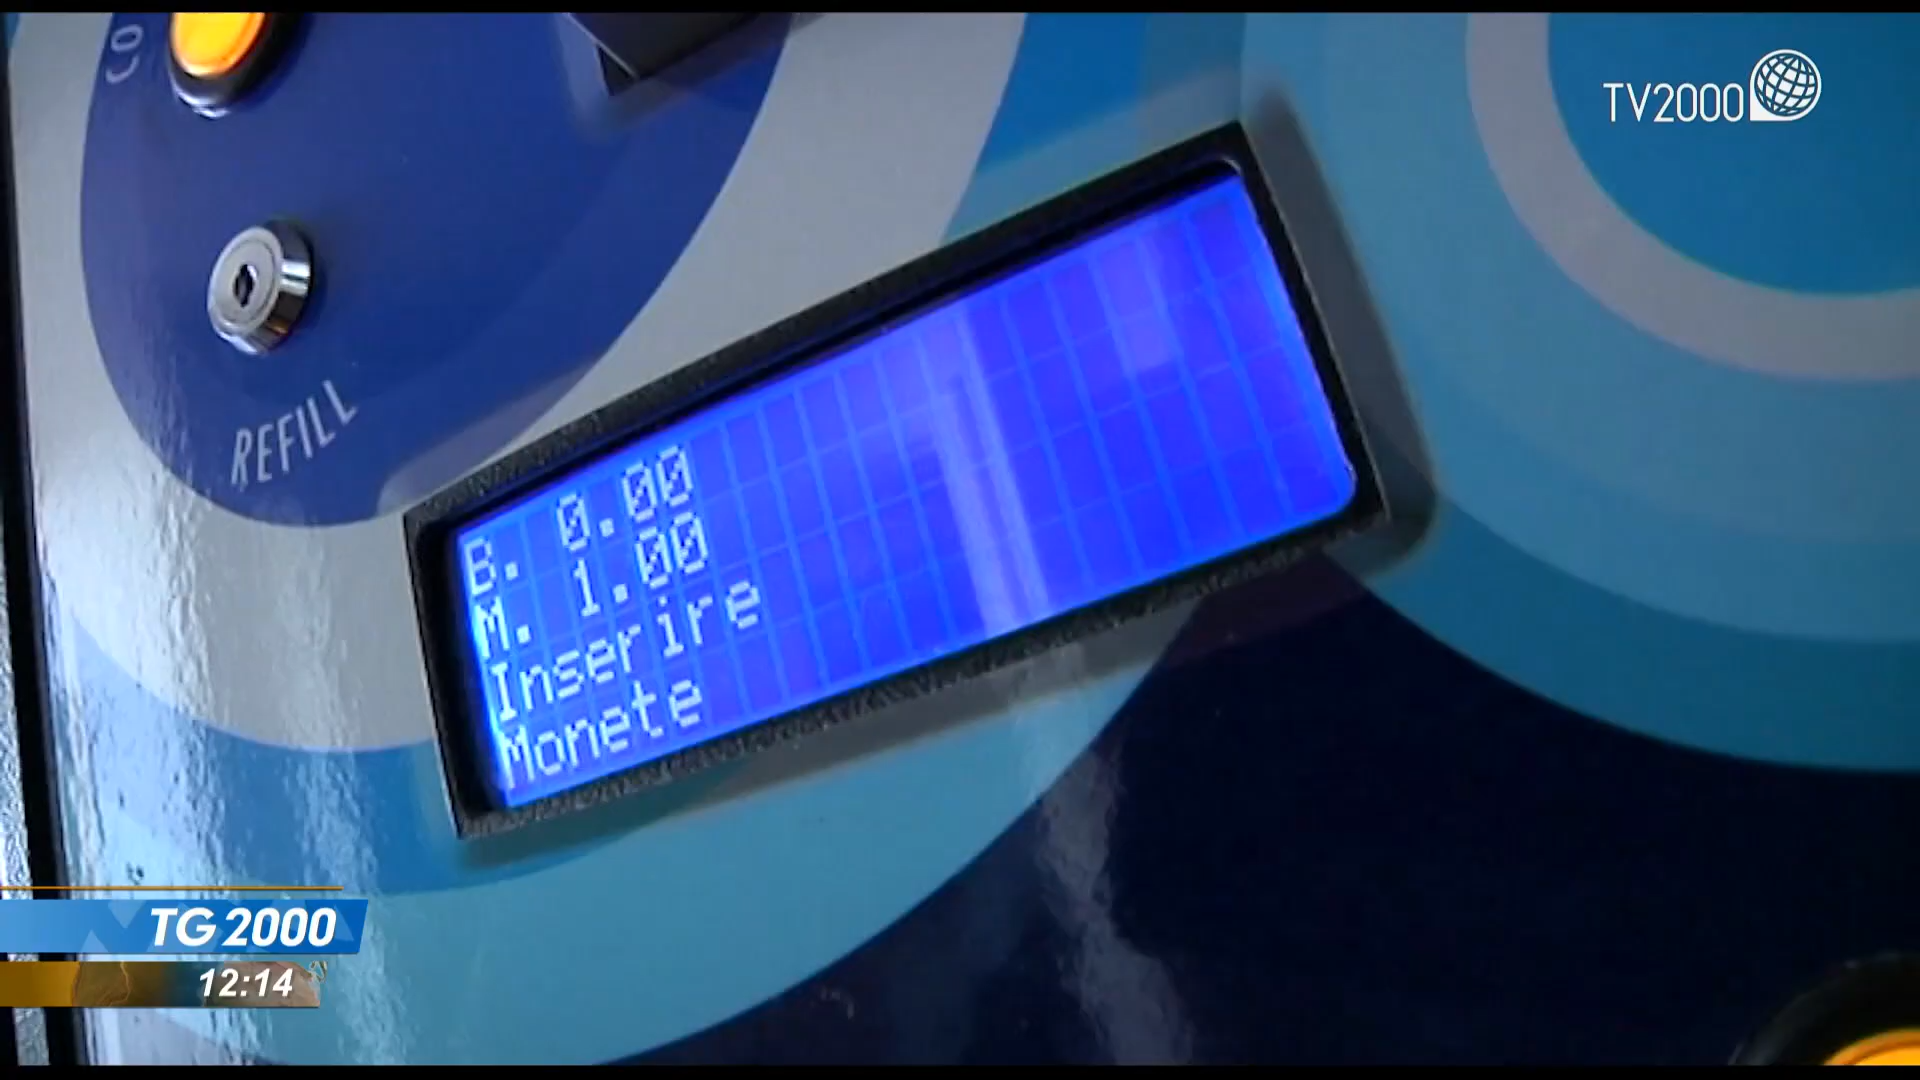 TV2000
REFILL
B. 0.00
M. 1.00
Inserire
Monete
TG 2000
12:14